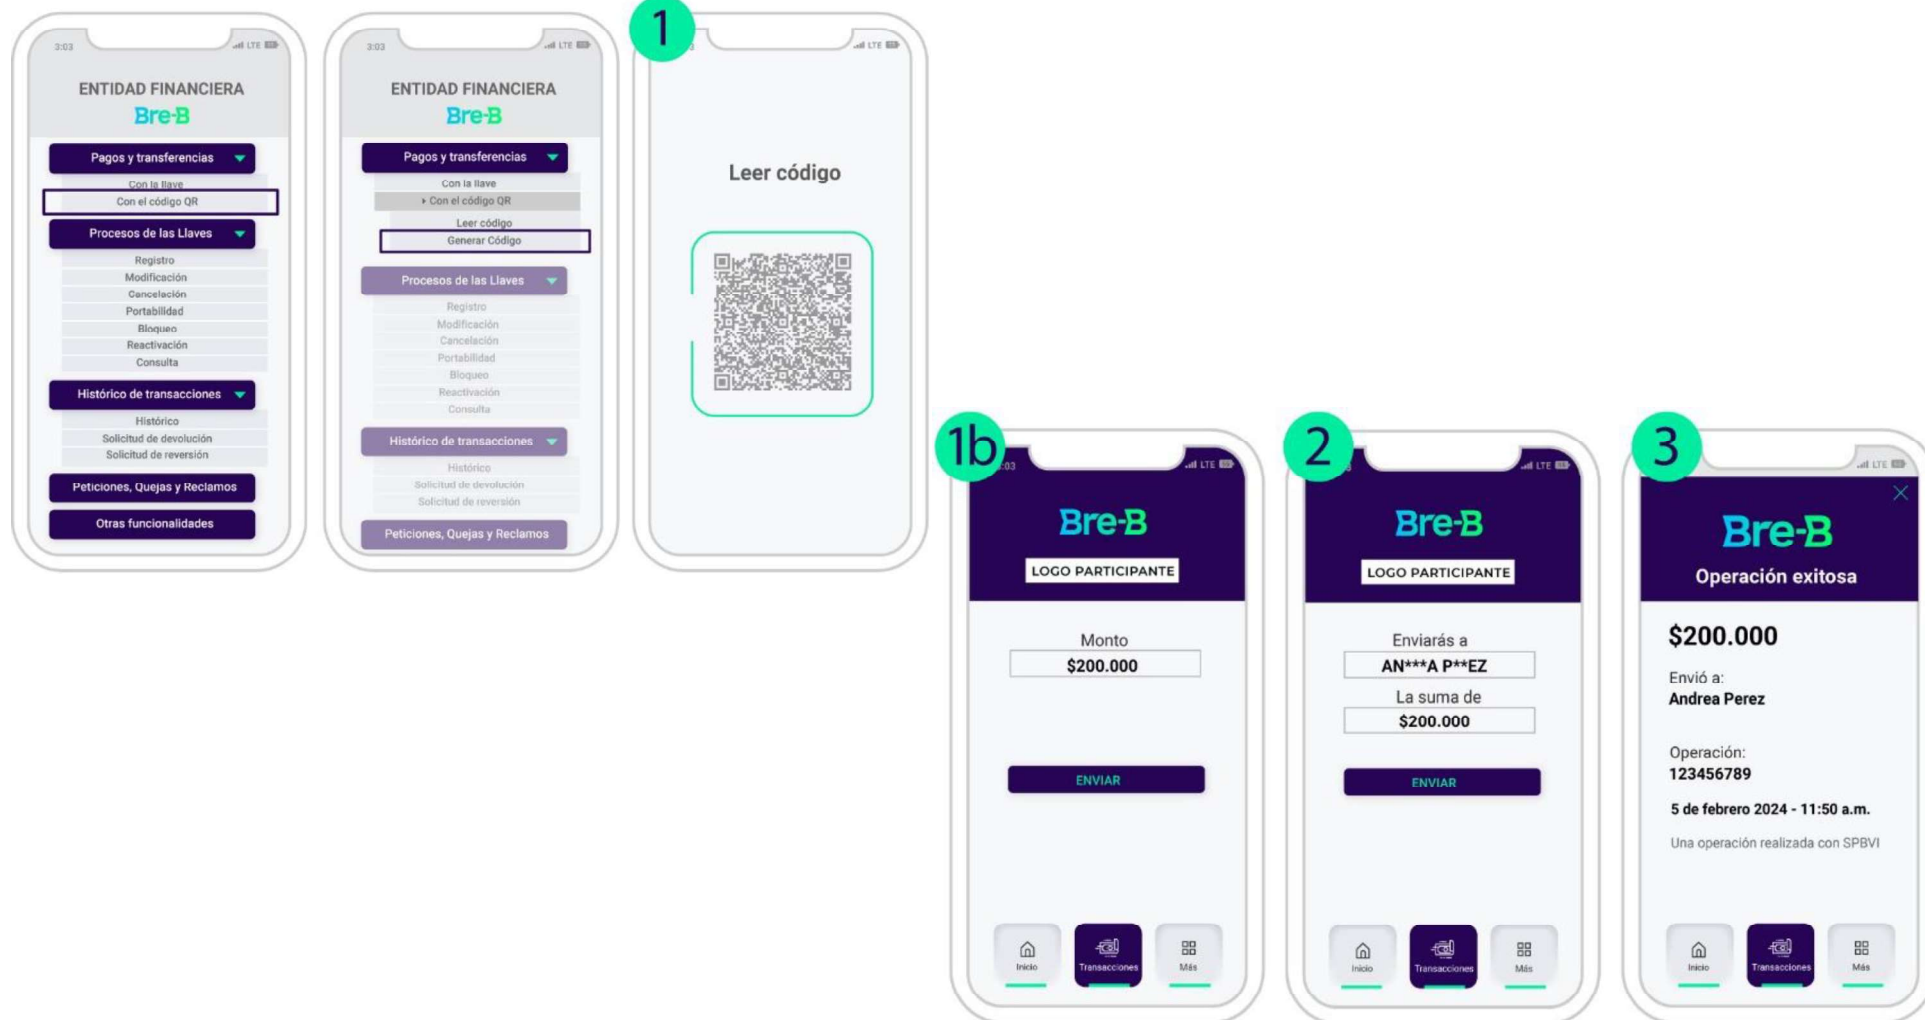 3:03 LTE
ENTIDAD FINANCIERA
Bre-B
Pagos y transferencias
Con la llave
Con el código QR
Procesos de las Llaves
Registro
Modificación
Cancelación
Portabilidad
Bloqueo
Reactivación
Consulta
Histórico de transacciones
Histórico
Solicitud de devolución
Solicitud de reversión
Peticiones, Quejas y Reclamos
Otras funcionalidades
3:03 LTE
ENTIDAD FINANCIERA
Bre-B
Pagos y transferencias
Con la llave
Con el código QR
Leer código
Generar Código
Procesos de las Llaves
Registro
Modificación
Cancelación
Portabilidad
Bloqueo
Reactivación
Consulta
Histórico de transacciones
Histórico
Solicitud de devolución
Solicitud de reversión
Peticiones, Quejas y Reclamos
1
LTE
Leer código
1b
:03 LTE
Bre-B
LOGO PARTICIPANTE
Monto
$200.000
ENVIAR
Inicio Transacciones Más
2
LTE
Bre-B
LOGO PARTICIPANTE
Enviarás a
AN***A P**EZ
La suma de
$200.000
ENVIAR
Inicio Transacciones Más
3
LTE
Bre-B
Operación exitosa
$200.000
Envió a:
Andrea Perez
Operación:
123456789
5 de febrero 2024 - 11:50 a.m.
Una operación realizada con SPBVI
Inicio Transacciones Más